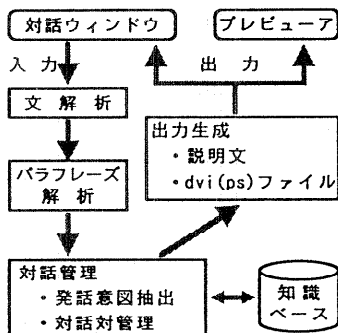 対話ウィンドウ
プレビューア
入力
出力
文解析
パラフレーズ
解析
出力生成
・説明文
・dvi(ps)ファイル
対話管理
・発話意図抽出
・対話対管理
知識
ベース